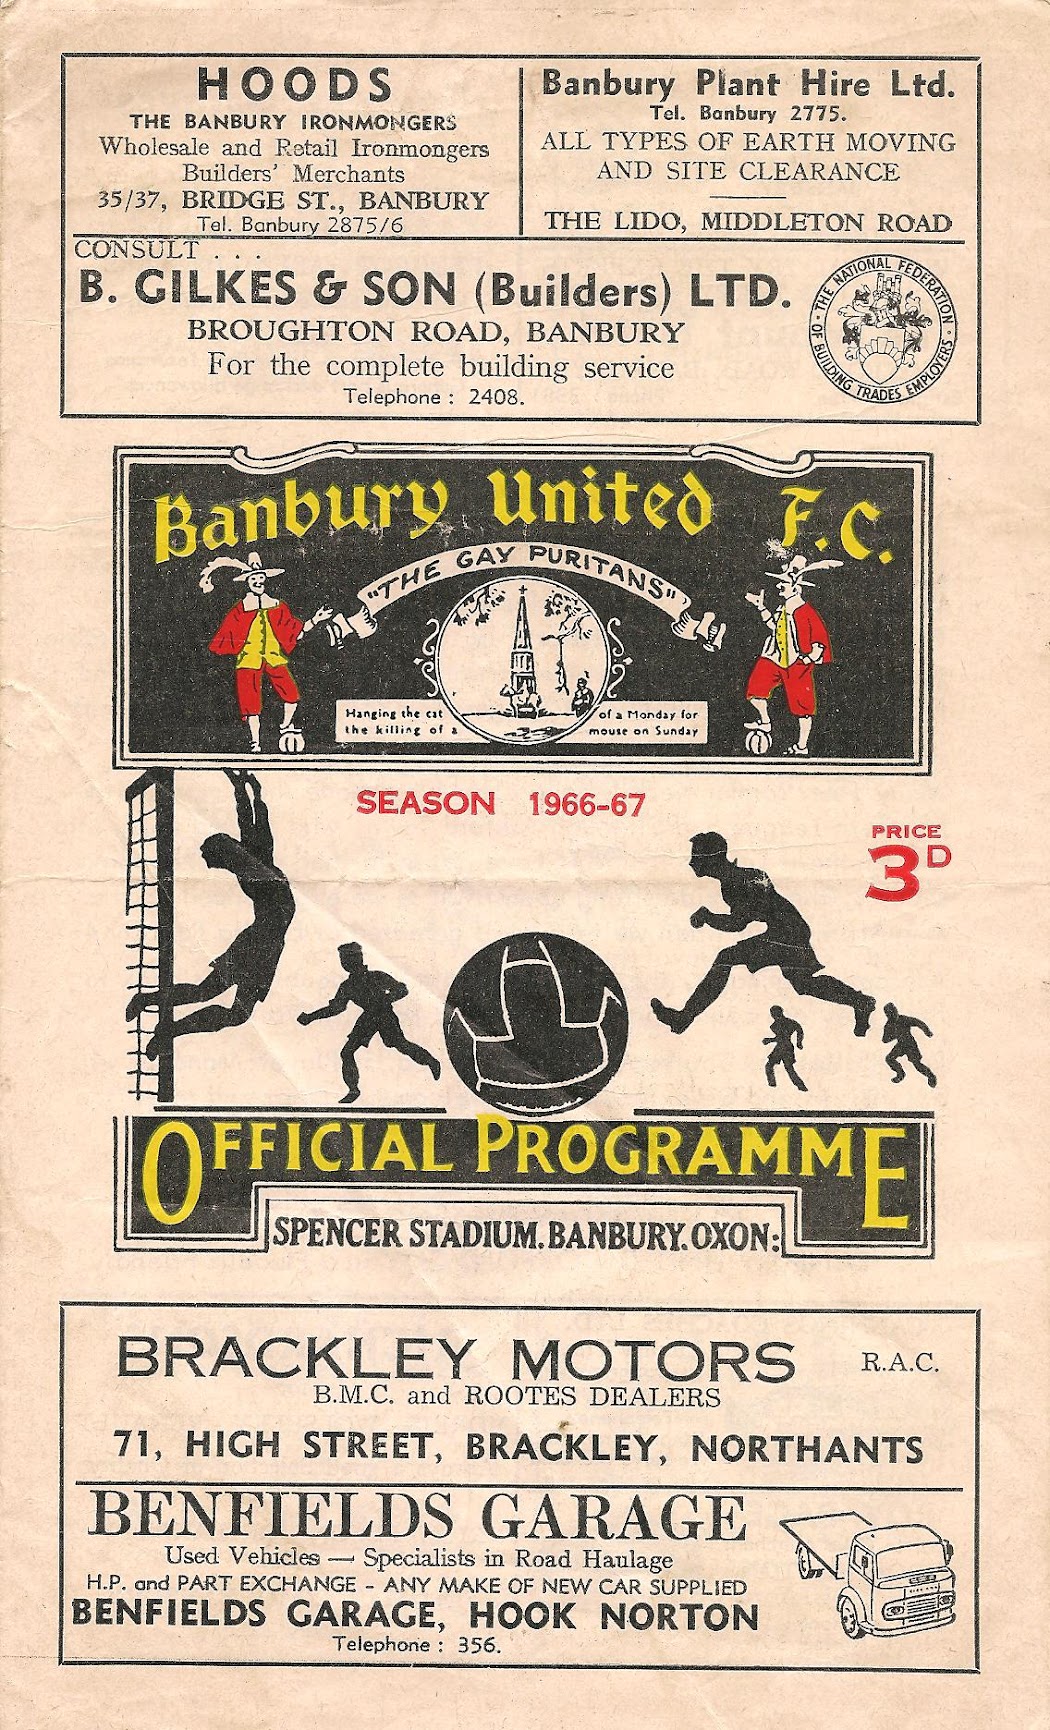 HOODS
THE BANBURY IRONMONGERS
Wholesale and Retail Ironmongers
Builders' Merchants
35/37, BRIDGE ST., BANBURY
Tel. Banbury 2875/6
Banbury Plant Hire Ltd.
Tel. Banbury 2775.
ALL TYPES OF EARTH MOVING
AND SITE CLEARANCE
THE LIDO, MIDDLETON ROAD
CONSULT . . .
B. GILKES & SON (Builders) LTD.
BROUGHTON ROAD, BANBURY
For the complete building service
Telephone : 2408.
· THE NATIONAL FEDERATION ·
OF BUILDING TRADES EMPLOYERS
Banbury United F.C.
"THE GAY PURITANS"
Hanging the cat of a Monday for
the killing of a mouse on Sunday
SEASON 1966-67
PRICE
3D
OFFICIAL PROGRAMME
SPENCER STADIUM. BANBURY. OXON:
BRACKLEY MOTORS R.A.C.
B.M.C. and ROOTES DEALERS
71, HIGH STREET, BRACKLEY, NORTHANTS
BENFIELDS GARAGE
Used Vehicles — Specialists in Road Haulage
H.P. and PART EXCHANGE - ANY MAKE OF NEW CAR SUPPLIED
BENFIELDS GARAGE, HOOK NORTON
Telephone : 356.